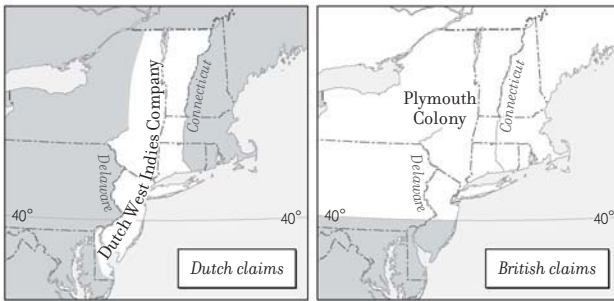 Dutch West Indies Company
Connecticut
Delaware
40°
40°
Dutch claims
Plymouth
Colony
Connecticut
Delaware
40°
40°
British claims